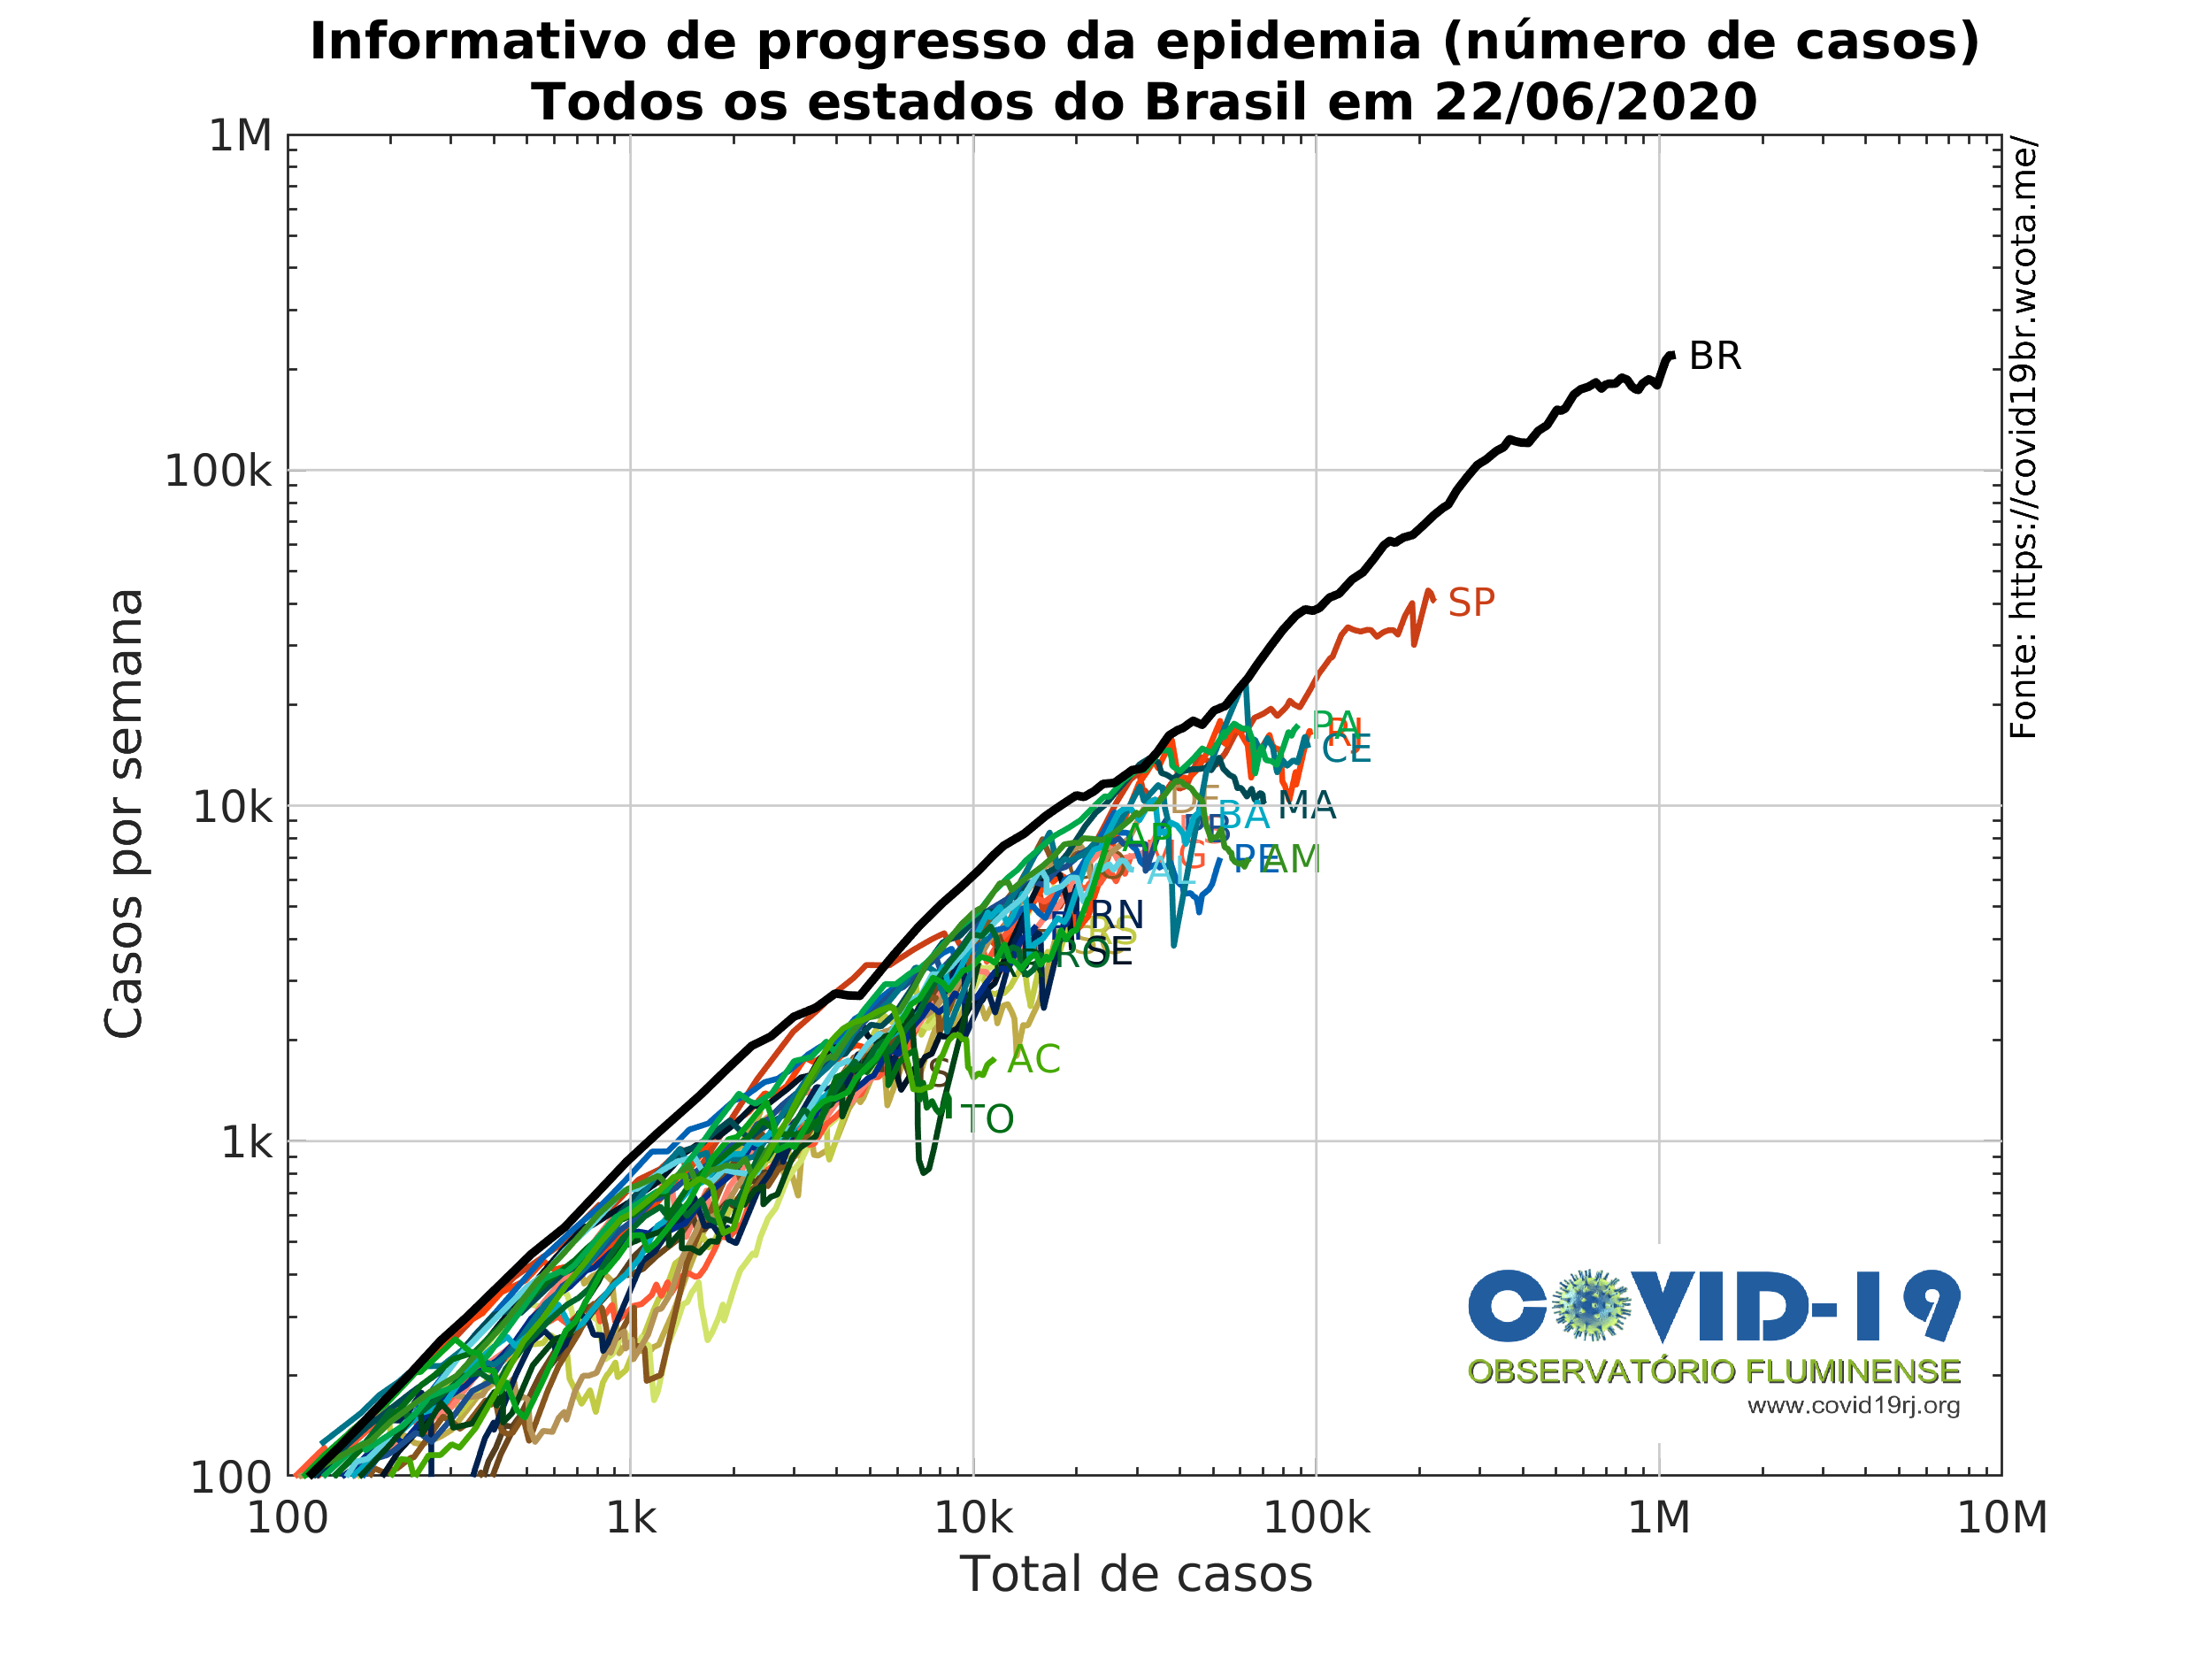 Informativo de progresso da epidemia (número de casos)
Todos os estados do Brasil em 22/06/2020
1M
100k
10k
1k
100
Casos por semana
100
1k
10k
100k
1M
10M
Total de casos
Fonte: https://covid19br.wcota.me/
BR
SP
PA
RJ
CE
MA
BA
PE
AM
AL
RN
SE
RO
AC
TO
COVID-19
OBSERVATÓRIO FLUMINENSE
www.covid19rj.org